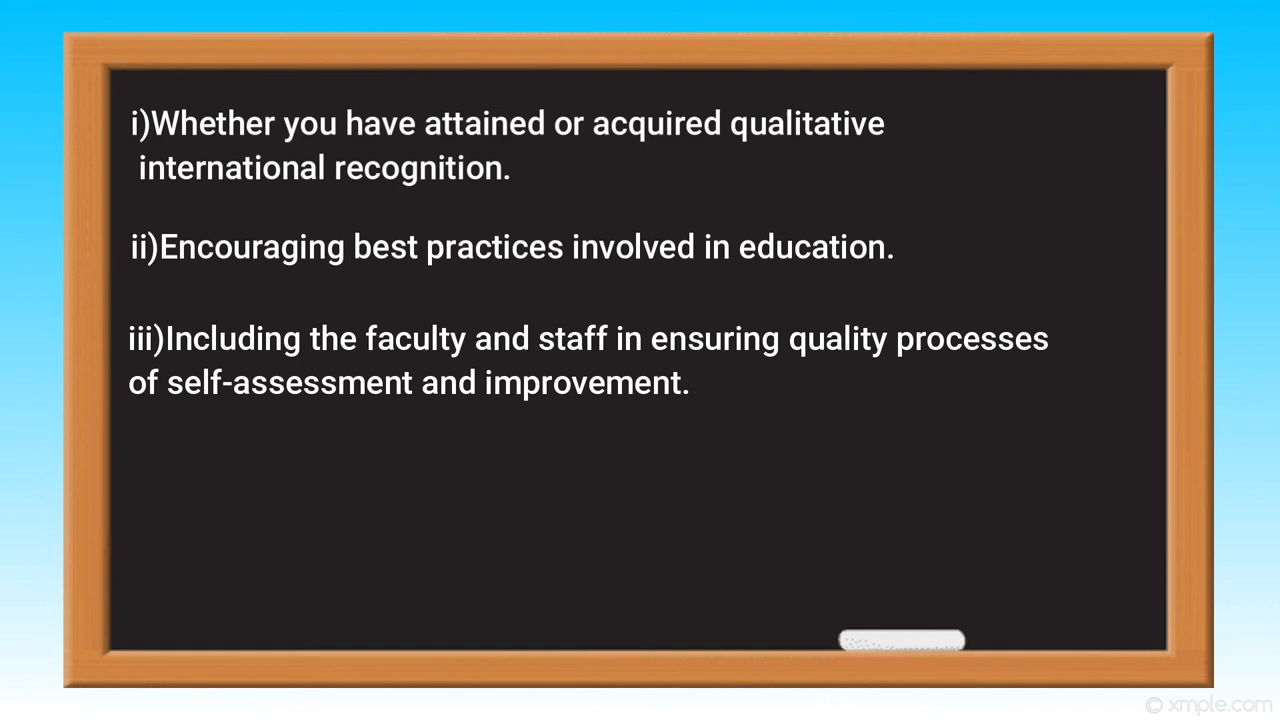 i)Whether you have attained or acquired qualitative
international recognition.
ii)Encouraging best practices involved in education.
iii)Including the faculty and staff in ensuring quality processes
of self-assessment and improvement.
© xmple.com